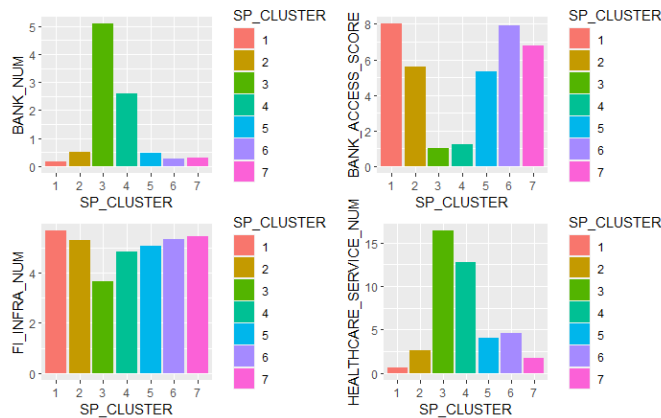 BANK_NUM
5
4
3
2
1
0
1 2 3 4 5 6 7
SP_CLUSTER
SP_CLUSTER
1
2
3
4
5
6
7
BANK_ACCESS_SCORE
8
6
4
2
0
1 2 3 4 5 6 7
SP_CLUSTER
SP_CLUSTER
1
2
3
4
5
6
7
FI_INFRA_NUM
4
2
0
1 2 3 4 5 6 7
SP_CLUSTER
SP_CLUSTER
1
2
3
4
5
6
7
HEALTHCARE_SERVICE_NUM
15
10
5
0
1 2 3 4 5 6 7
SP_CLUSTER
SP_CLUSTER
1
2
3
4
5
6
7